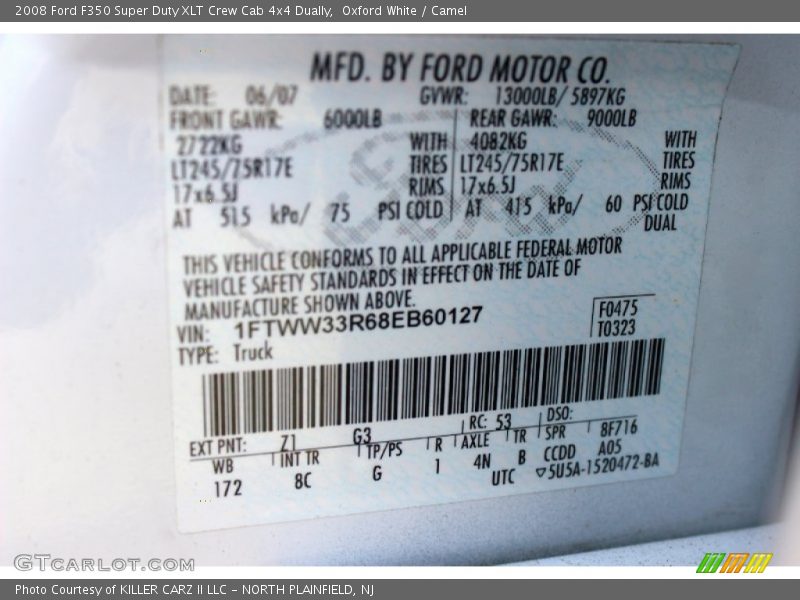 2008 Ford F350 Super Duty XLT Crew Cab 4x4 Dually,  Oxford White / Camel
MFD. BY FORD MOTOR CO.
DATE: 06/07 GVWR: 13000LB/ 5897KG
FRONT GAWR: 6000LB REAR GAWR: 9000LB
2722KG WITH 4082KG WITH
LT245/75R17E TIRES LT245/75R17E TIRES
17x6.5J RIMS 17x6.5J RIMS
AT 515 kPa/ 75 PSI COLD AT 415 kPa/ 60 PSI COLD
DUAL
THIS VEHICLE CONFORMS TO ALL APPLICABLE FEDERAL MOTOR
VEHICLE SAFETY STANDARDS IN EFFECT ON THE DATE OF
MANUFACTURE SHOWN ABOVE.
VIN: 1FTWW33R68EB60127 F0475
TYPE: Truck T0323
EXT PNT: Z1 G3 RC: 53 DSO:
WB INT TR TP/PS R AXLE TR SPR 8F716
172 8C G 1 4N B CCDD A05
UTC ▽5U5A-1520472-BA
GTcarlot.com
Photo Courtesy of KILLER CARZ II LLC - NORTH PLAINFIELD, NJ